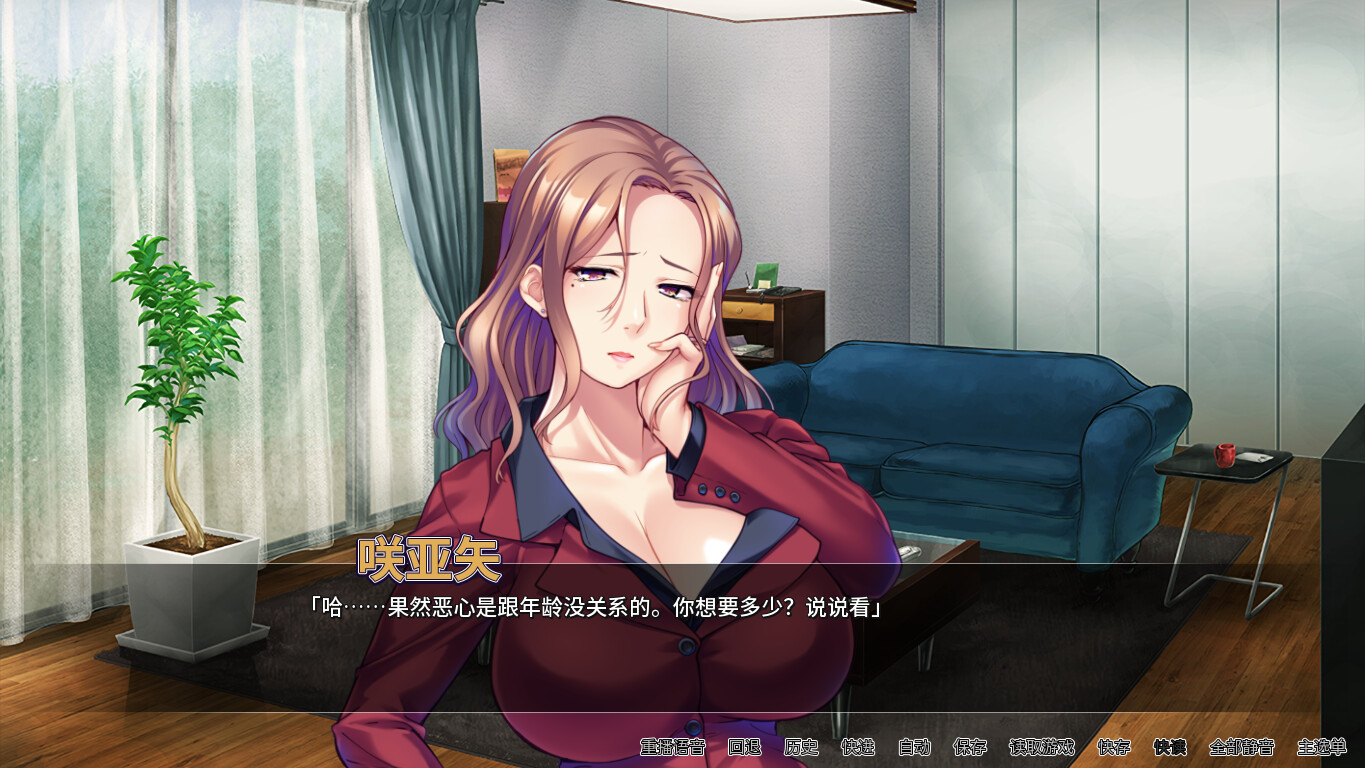 咲亚矢
「哈……果然恶心是跟年龄没关系的。你想要多少？说说看」
重播语音 回退 历史 快进 自动 保存 读取游戏 快存 快读 全部静音 主选单